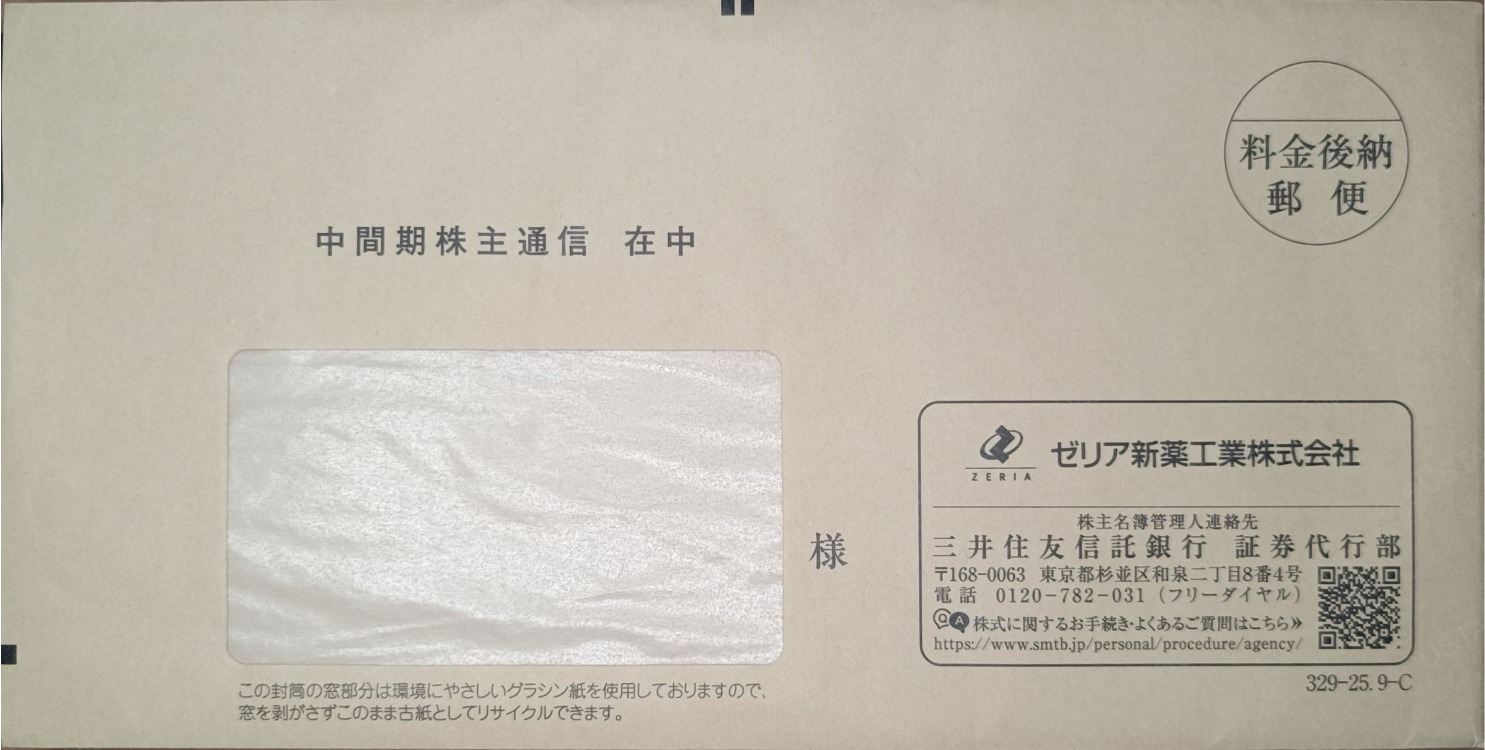 料金後納
郵便
中間期株主通信 在中
様
ZERIA
ゼリア新薬工業株式会社
株主名簿管理人連絡先
三井住友信託銀行 証券代行部
〒168-0063 東京都杉並区和泉二丁目8番4号
電話 0120-782-031（フリーダイヤル）
Q A 株式に関するお手続き・よくあるご質問はこちら»
https://www.smtb.jp/personal/procedure/agency/
329-25.9-C
この封筒の窓部分は環境にやさしいグラシン紙を使用しておりますので、
窓を剥がさずこのまま古紙としてリサイクルできます。